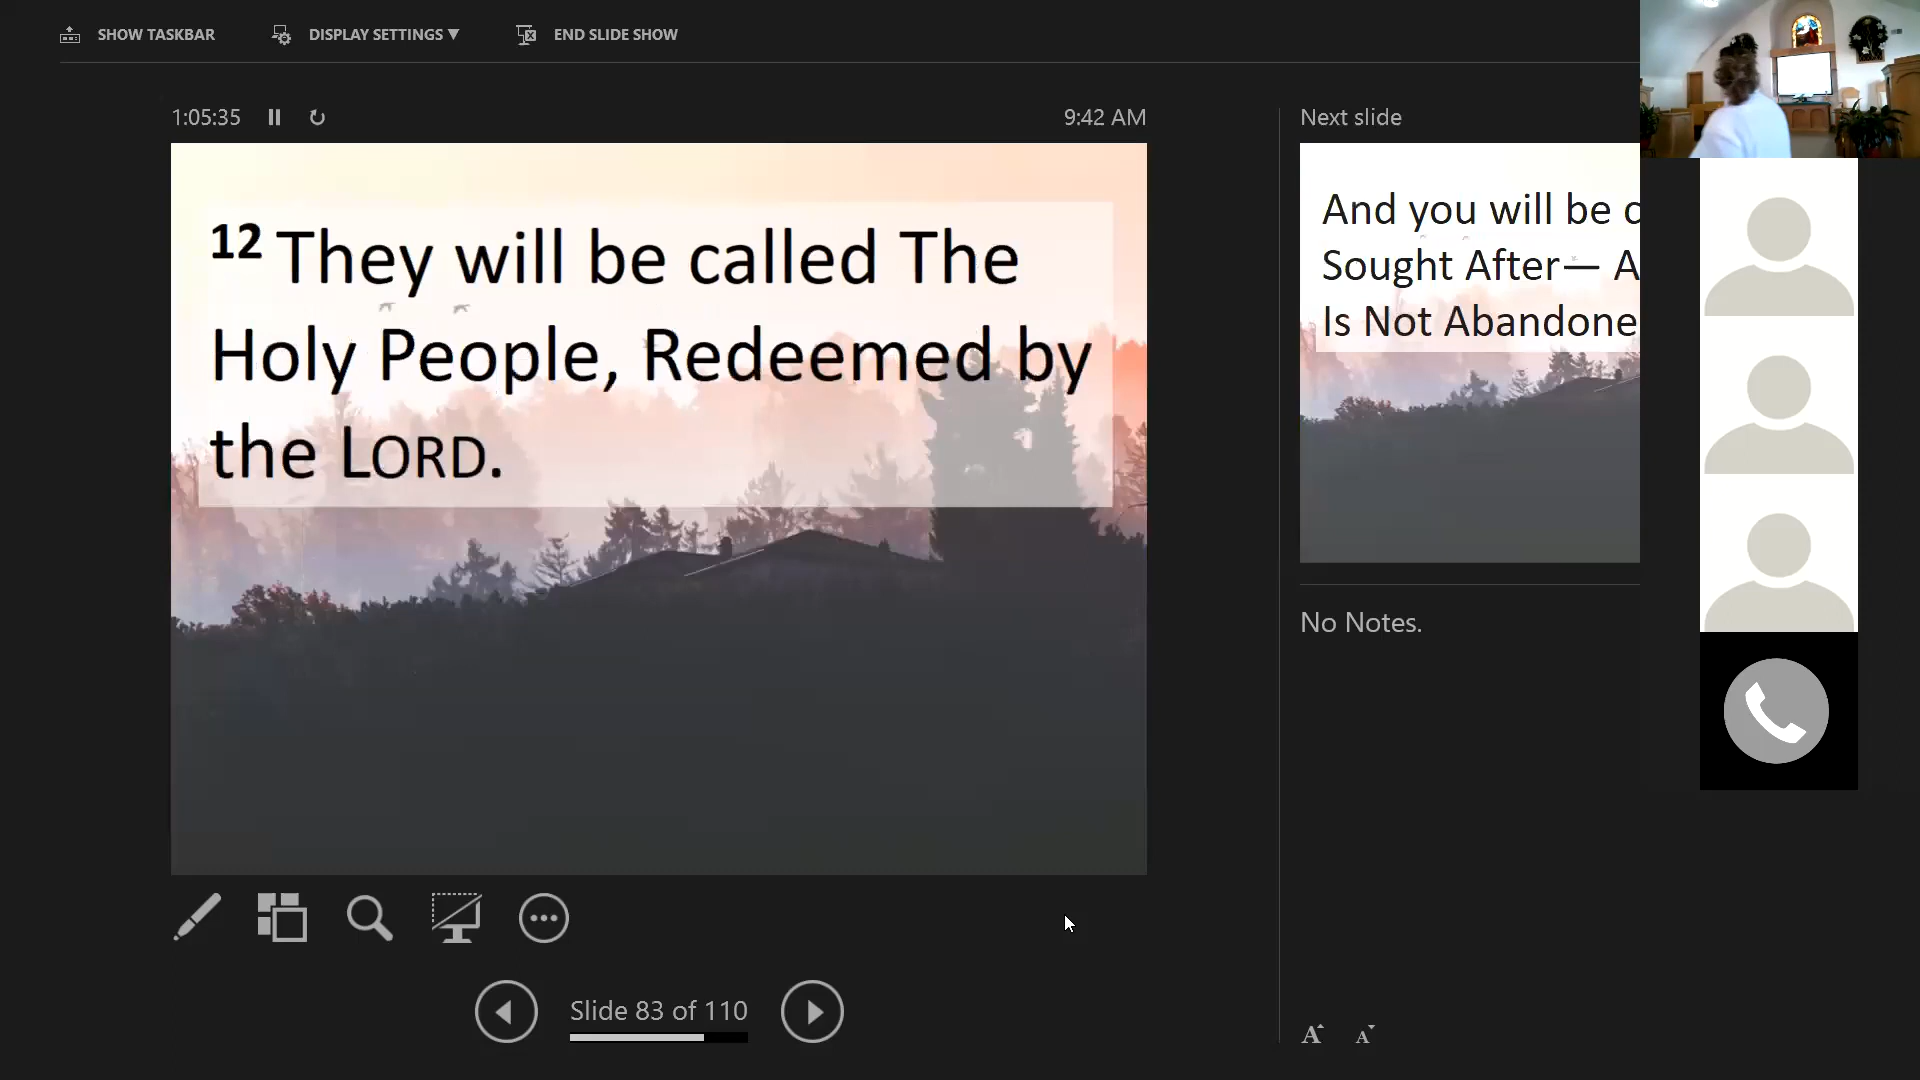 SHOW TASKBAR
DISPLAY SETTINGS ▼
END SLIDE SHOW
1:05:35
9:42 AM
Next slide
12 They will be called The
Holy People, Redeemed by
the LORD.
And you will be c
Sought After— A
Is Not Abandone
No Notes.
Slide 83 of 110
A A